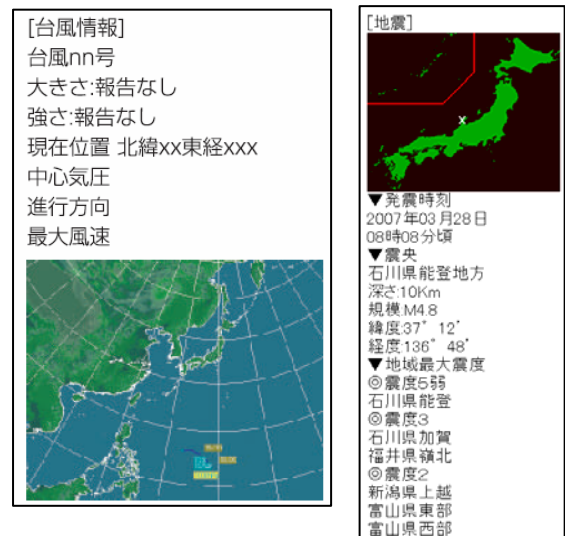 [台風情報]
台風nn号
大きさ:報告なし
強さ:報告なし
現在位置 北緯xx東経xxx
中心気圧
進行方向
最大風速
[地震]
x
▼発震時刻
2007年03月28日
08時08分頃
▼震央
石川県能登地方
深さ:10Km
規模:M4.8
緯度:37° 12'
経度:136° 48'
▼地域最大震度
◎震度5弱
石川県能登
◎震度3
石川県加賀
福井県嶺北
◎震度2
新潟県上越
富山県東部
富山県西部